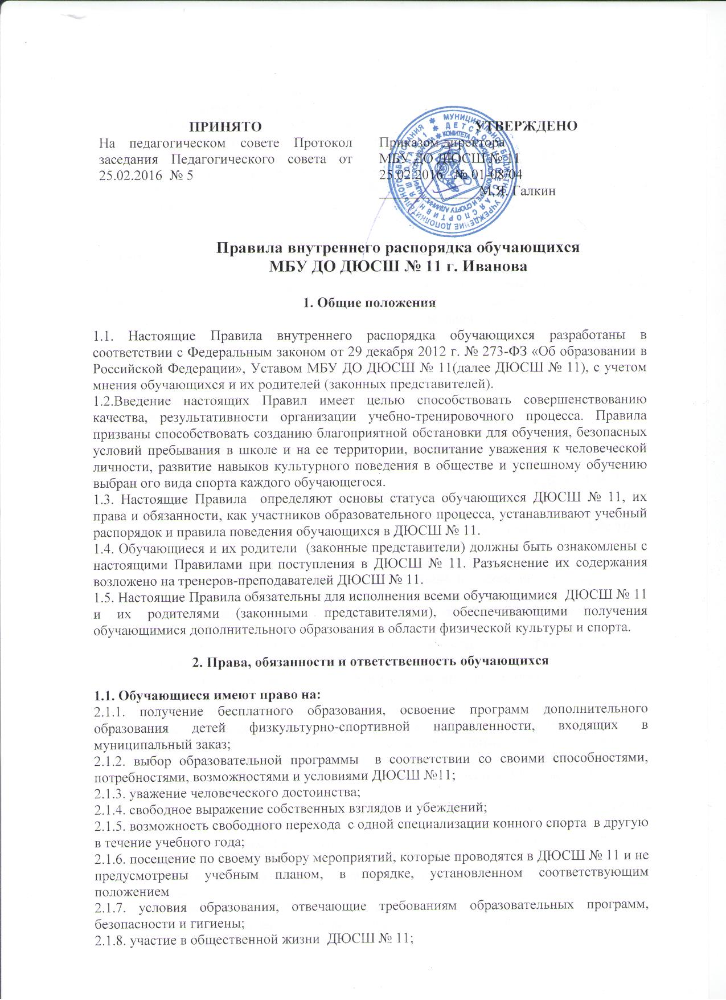 ПРИНЯТО
На педагогическом совете Протокол
заседания Педагогического совета от
25.02.2016 № 5
УТВЕРЖДЕНО
Приказом директора
МБУ ДО ДЮСШ № 11
25.02.2016 № 01-08/04
М.Я. Галкин
МУНИЦИПАЛЬНОЕ БЮДЖЕТНОЕ УЧРЕЖДЕНИЕ ДОПОЛНИТЕЛЬНОГО ОБРАЗОВАНИЯ
Правила внутреннего распорядка обучающихся
МБУ ДО ДЮСШ № 11 г. Иванова
1. Общие положения
1.1. Настоящие Правила внутреннего распорядка обучающихся разработаны в
соответствии с Федеральным законом от 29 декабря 2012 г. № 273-ФЗ «Об образовании в
Российской Федерации», Уставом МБУ ДО ДЮСШ № 11(далее ДЮСШ № 11), с учетом
мнения обучающихся и их родителей (законных представителей).
1.2.Введение настоящих Правил имеет целью способствовать совершенствованию
качества, результативности организации учебно-тренировочного процесса. Правила
призваны способствовать созданию благоприятной обстановки для обучения, безопасных
условий пребывания в школе и на ее территории, воспитание уважения к человеческой
личности, развитие навыков культурного поведения в обществе и успешному обучению
выбран ого вида спорта каждого обучающегося.
1.3. Настоящие Правила определяют основы статуса обучающихся ДЮСШ № 11, их
права и обязанности, как участников образовательного процесса, устанавливают учебный
распорядок и правила поведения обучающихся в ДЮСШ № 11.
1.4. Обучающиеся и их родители (законные представители) должны быть ознакомлены с
настоящими Правилами при поступления в ДЮСШ № 11. Разъяснение их содержания
возложено на тренеров-преподавателей ДЮСШ № 11.
1.5. Настоящие Правила обязательны для исполнения всеми обучающимися ДЮСШ № 11
и их родителями (законными представителями), обеспечивающими получения
обучающимися дополнительного образования в области физической культуры и спорта.
2. Права, обязанности и ответственность обучающихся
1.1. Обучающиеся имеют право на:
2.1.1. получение бесплатного образования, освоение программ дополнительного
образования детей физкультурно-спортивной направленности, входящих в
муниципальный заказ;
2.1.2. выбор образовательной программы в соответствии со своими способностями,
потребностями, возможностями и условиями ДЮСШ №11;
2.1.3. уважение человеческого достоинства;
2.1.4. свободное выражение собственных взглядов и убеждений;
2.1.5. возможность свободного перехода с одной специализации конного спорта в другую
в течение учебного года;
2.1.6. посещение по своему выбору мероприятий, которые проводятся в ДЮСШ № 11 и не
предусмотрены учебным планом, в порядке, установленном соответствующим
положением
2.1.7. условия образования, отвечающие требованиям образовательных программ,
безопасности и гигиены;
2.1.8. участие в общественной жизни ДЮСШ № 11;